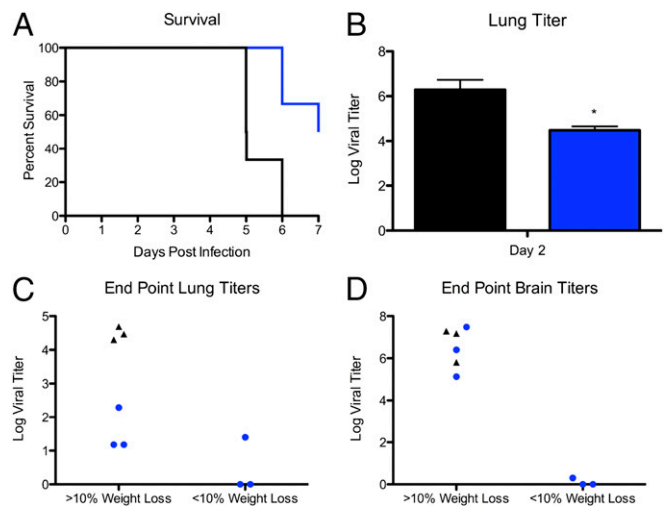 A
Survival
Percent Survival
100
80
60
40
20
0
0 1 2 3 4 5 6 7
Days Post Infection
B
Lung Titer
Log Viral Titer
8
6
4
2
0
*
Day 2
C
End Point Lung Titers
Log Viral Titer
5
4
3
2
1
0
>10% Weight Loss <10% Weight Loss
D
End Point Brain Titers
Log Viral Titer
8
6
4
2
0
>10% Weight Loss <10% Weight Loss